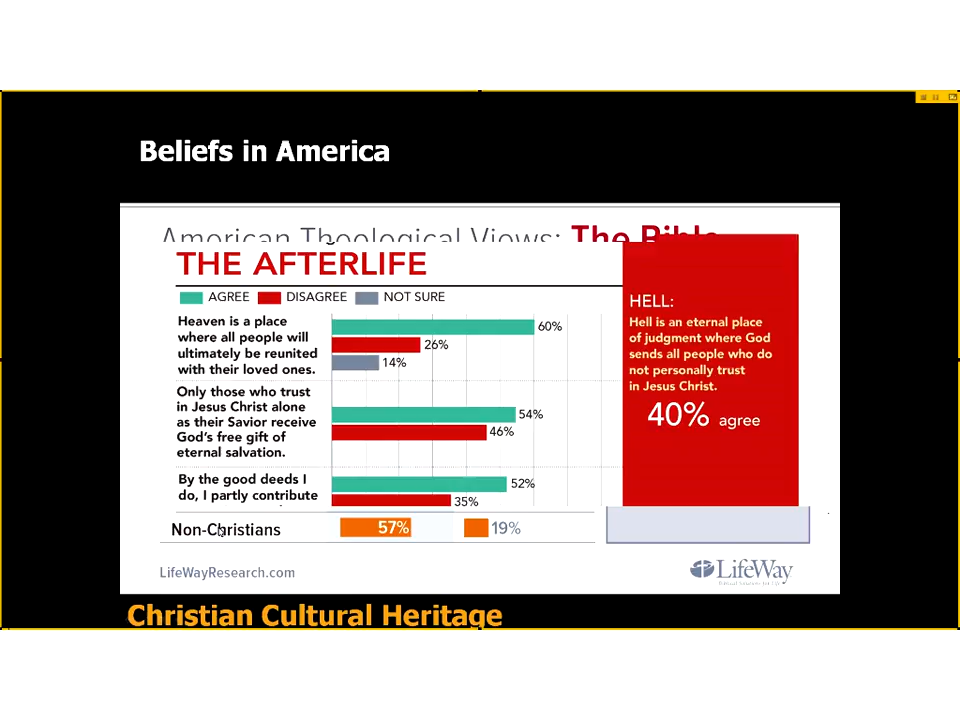 Beliefs in America
American Theological Views: The Bible
THE AFTERLIFE
AGREE DISAGREE NOT SURE
Heaven is a place
where all people will
ultimately be reunited
with their loved ones.
60%
26%
14%
Only those who trust
in Jesus Christ alone
as their Savior receive
God's free gift of
eternal salvation.
54%
46%
By the good deeds I
do, I partly contribute
52%
35%
HELL:
Hell is an eternal place
of judgment where God
sends all people who do
not personally trust
in Jesus Christ.
40% agree
Non-Christians 57% 19%
LifeWayResearch.com
LifeWay
Christian Cultural Heritage